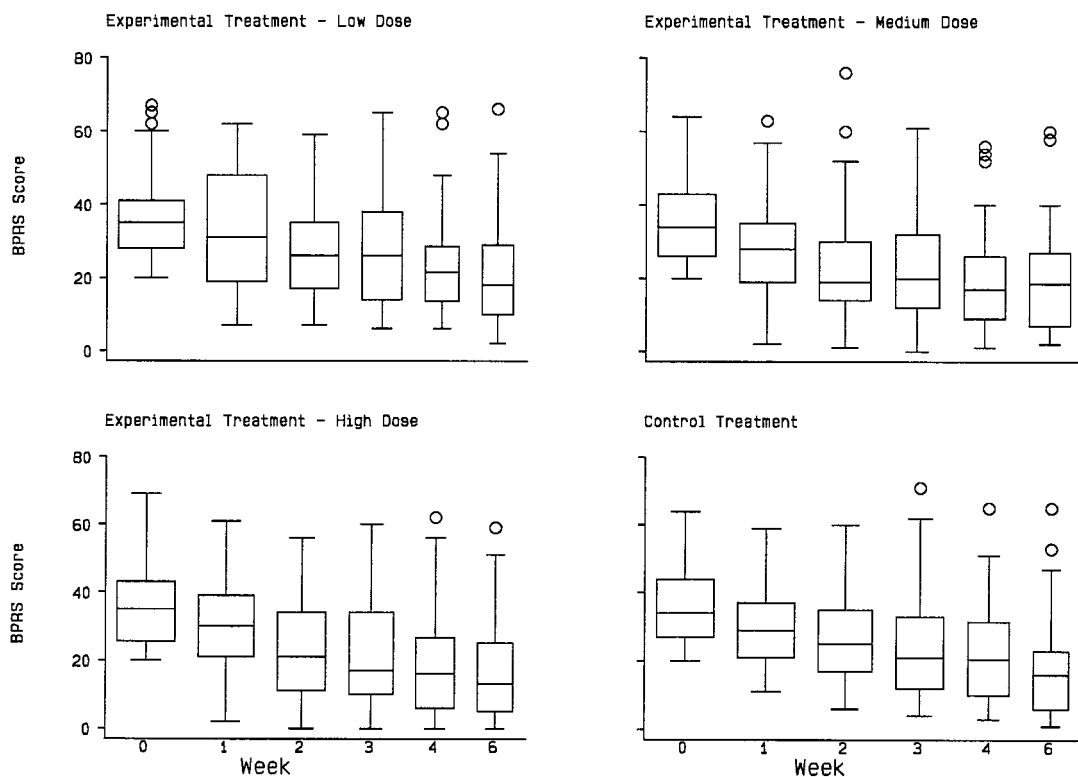 Experimental Treatment - Low Dose
Experimental Treatment - Medium Dose
80
60
40
20
0
BPRS Score
Experimental Treatment - High Dose
Control Treatment
80
60
40
20
0
BPRS Score
0 1 2 3 4 6
Week
0 1 2 3 4 6
Week